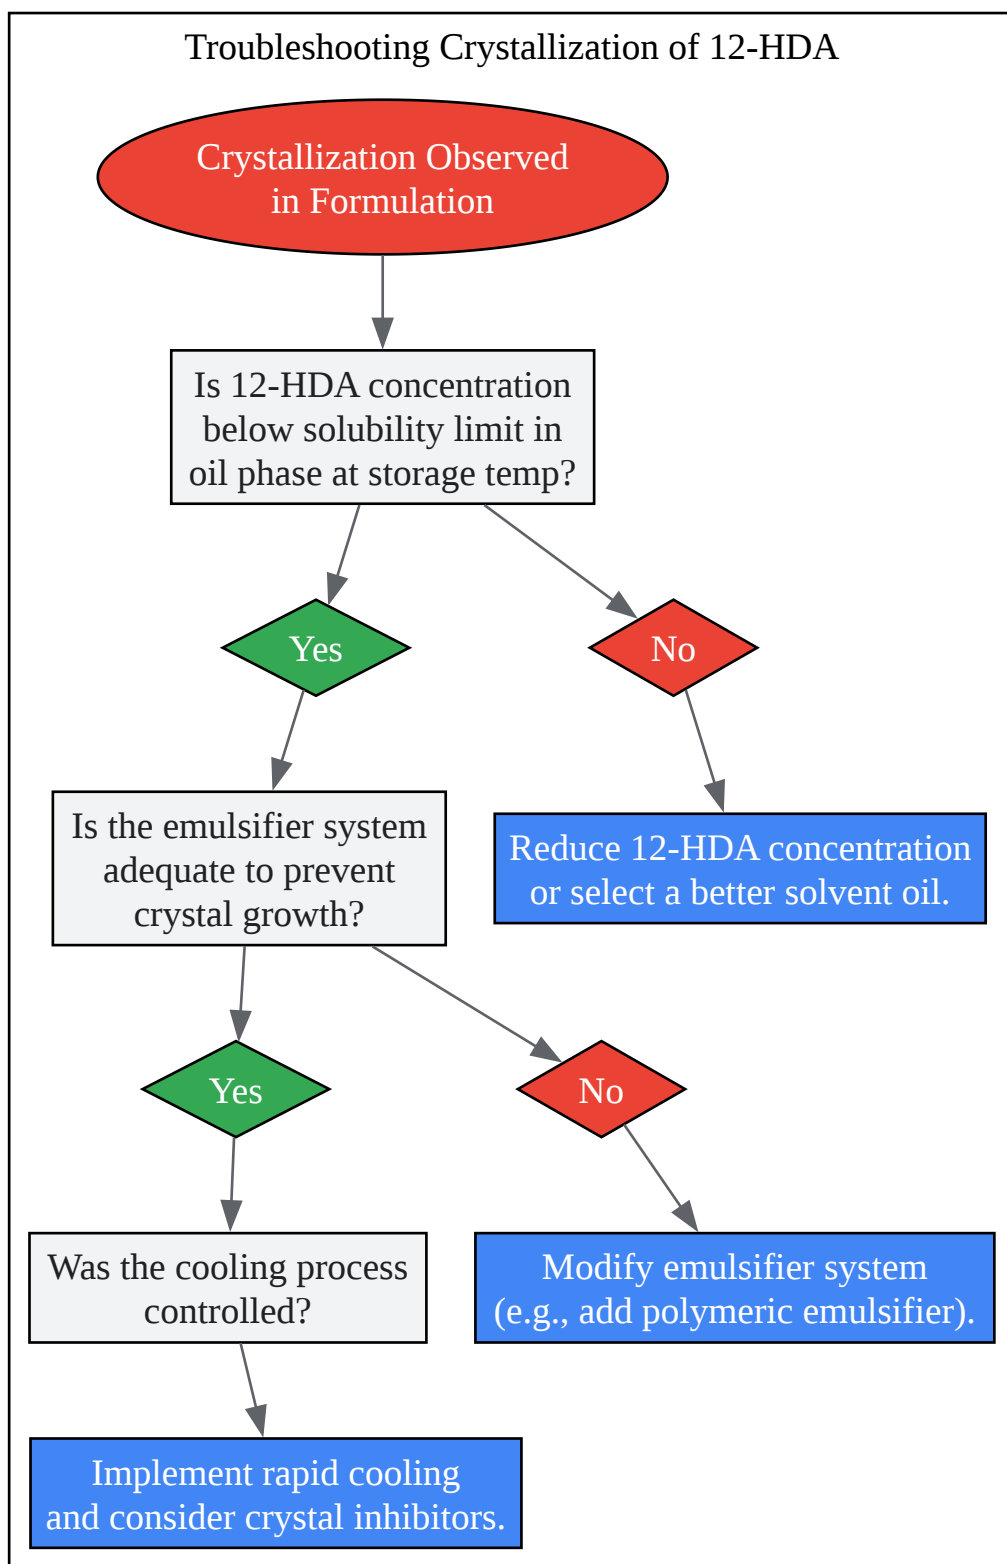 Troubleshooting Crystallization of 12-HDA
Crystallization Observed
in Formulation
Is 12-HDA concentration
below solubility limit in
oil phase at storage temp?
Yes
No
Is the emulsifier system
adequate to prevent
crystal growth?
Reduce 12-HDA concentration
or select a better solvent oil.
Yes
No
Was the cooling process
controlled?
Modify emulsifier system
(e.g., add polymeric emulsifier).
Implement rapid cooling
and consider crystal inhibitors.